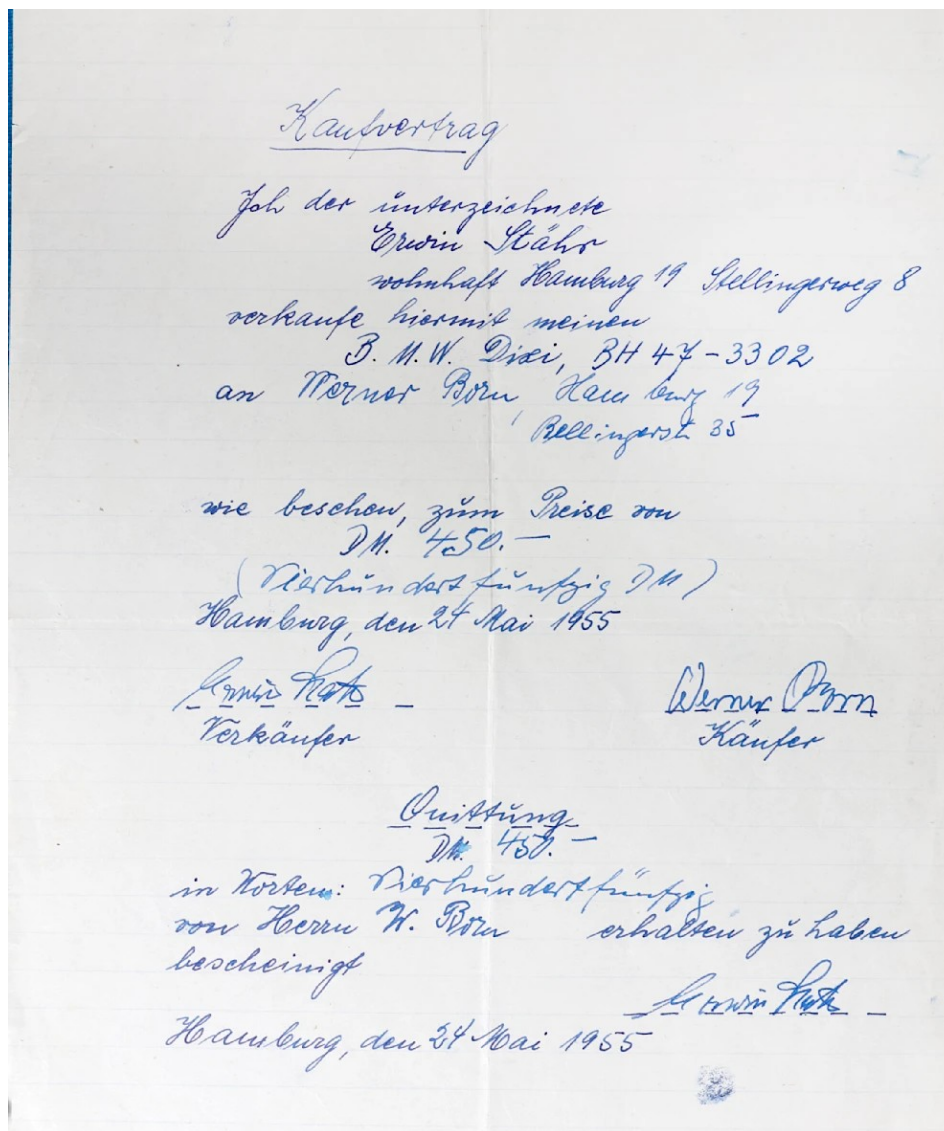 Kaufvertrag
Ich der unterzeichnete
Erwin Stähr
wohnhaft Hamburg 19 Stellingerweg 8
verkaufe hiermit meinen
B.M.W. Dixi, BH 47-3302
an Werner Born, Hamburg 19
Bellingerst. 35
wie besehen, zum Preise von
DM. 450.—
(Vierhundertfünfzig DM)
Hamburg, den 24 Mai 1955
Erwin
Werner Born
Verkäufer
Käufer
Quittung
DM. 450.—
in Worten: Vierhundertfünfzig
von Herrn W. Born erhalten zu haben
bescheinigt
Erwin
Hamburg, den 24 Mai 1955